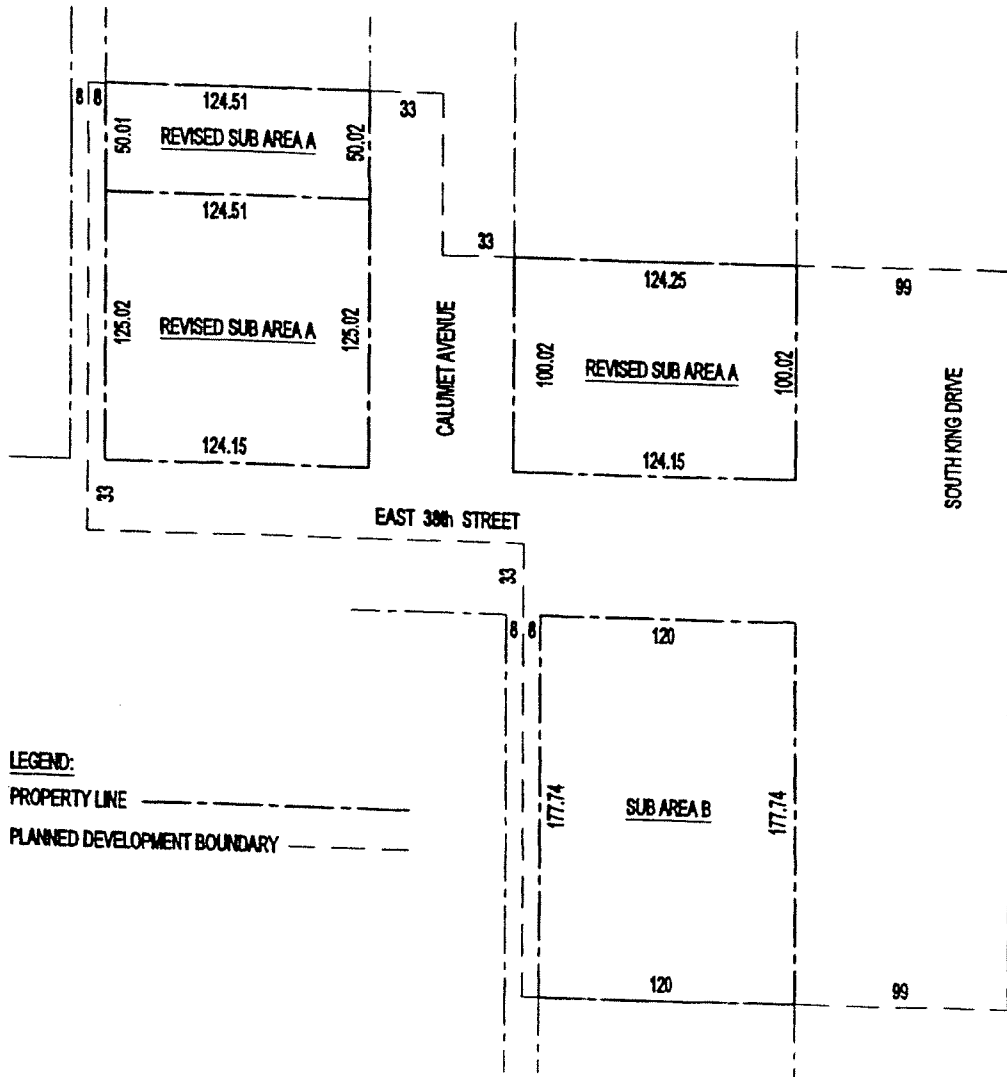 8 8
124.51
33
50.01
REVISED SUB AREA A
50.02
124.51
33
124.25
99
125.02
REVISED SUB AREA A
125.02
CALUMET AVENUE
100.02
REVISED SUB AREA A
100.02
SOUTH KING DRIVE
124.15
124.15
33
EAST 38th STREET
33
8 8
120
LEGEND:
PROPERTY LINE
PLANNED DEVELOPMENT BOUNDARY
177.74
SUB AREA B
177.74
120
99